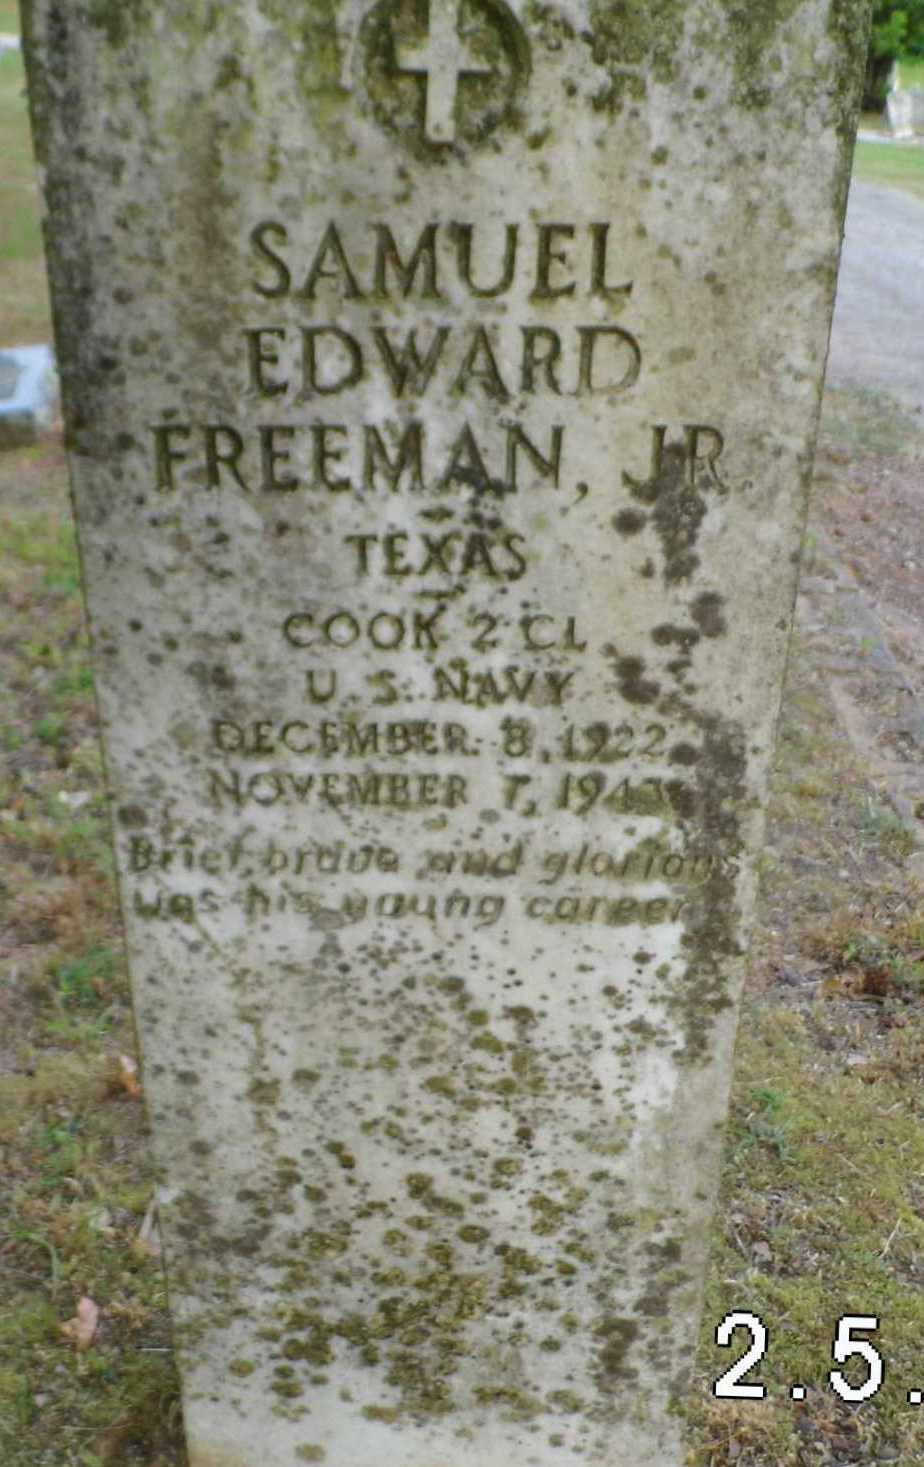 SAMUEL
EDWARD
FREEMAN, JR
TEXAS
COOK 2 CL
U.S. NAVY
DECEMBER 8, 1922
NOVEMBER 7, 1943
Brief, brave and glorious
was his young career
2.5.